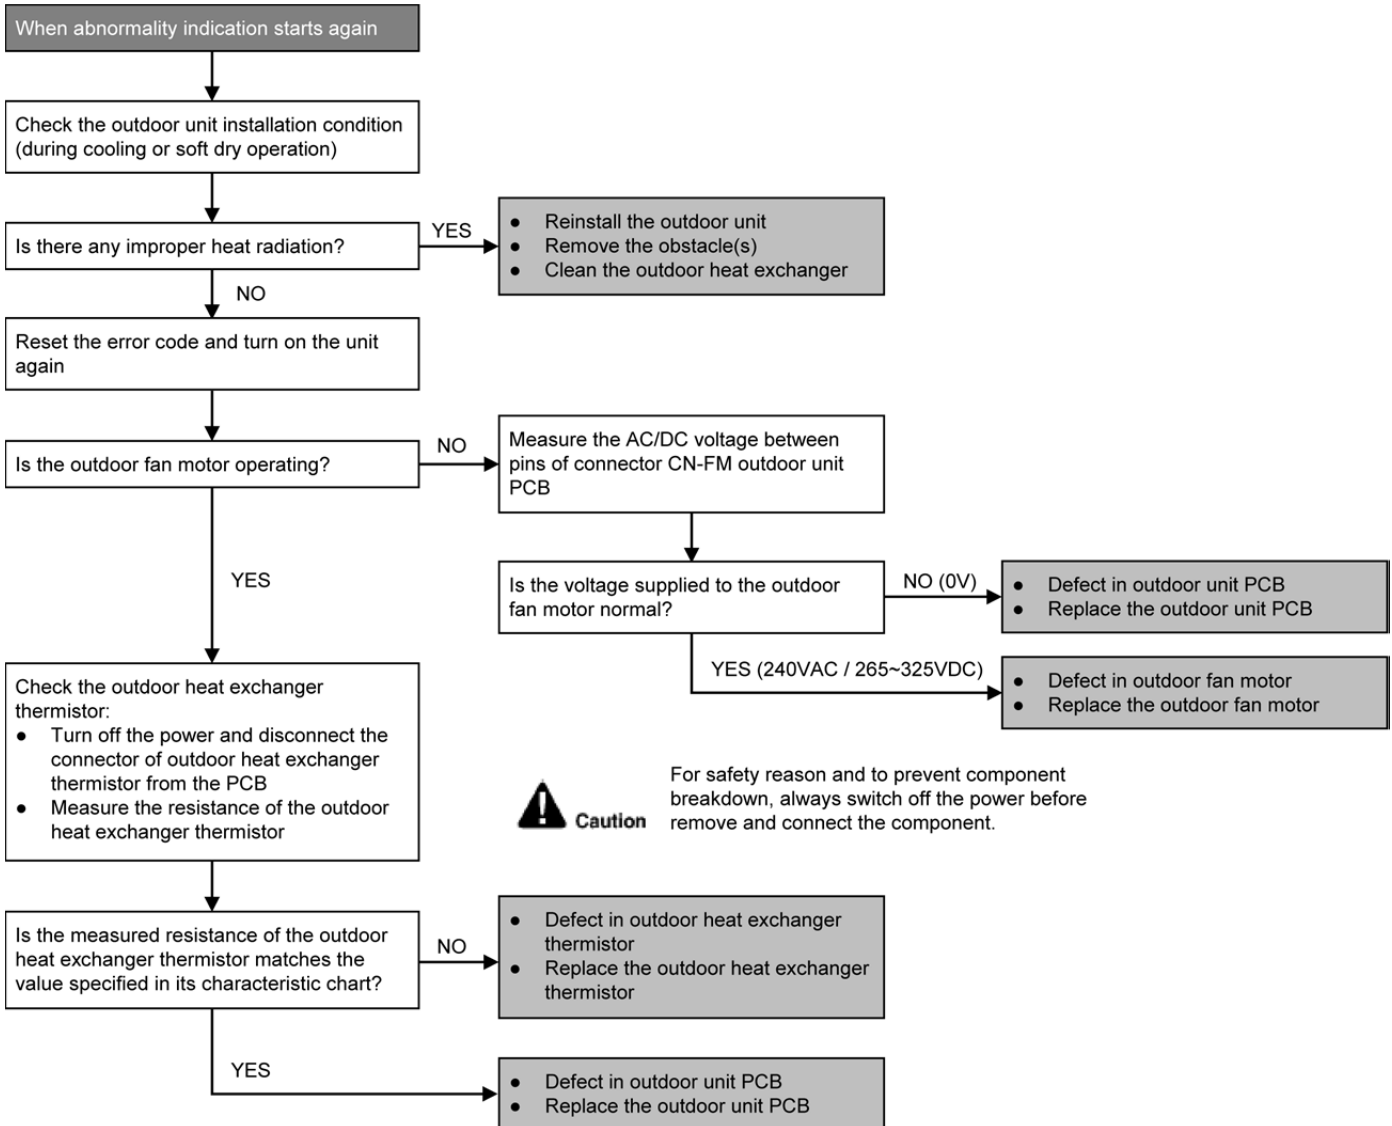 When abnormality indication starts again
Check the outdoor unit installation condition
(during cooling or soft dry operation)
Is there any improper heat radiation?
YES
● Reinstall the outdoor unit
● Remove the obstacle(s)
● Clean the outdoor heat exchanger
NO
Reset the error code and turn on the unit
again
Is the outdoor fan motor operating?
NO
Measure the AC/DC voltage between
pins of connector CN-FM outdoor unit
PCB
YES
Is the voltage supplied to the outdoor
fan motor normal?
NO (0V)
● Defect in outdoor unit PCB
● Replace the outdoor unit PCB
YES (240VAC / 265~325VDC)
● Defect in outdoor fan motor
● Replace the outdoor fan motor
Check the outdoor heat exchanger
thermistor:
● Turn off the power and disconnect the
connector of outdoor heat exchanger
thermistor from the PCB
● Measure the resistance of the outdoor
heat exchanger thermistor
Caution
For safety reason and to prevent component
breakdown, always switch off the power before
remove and connect the component.
Is the measured resistance of the outdoor
heat exchanger thermistor matches the
value specified in its characteristic chart?
NO
● Defect in outdoor heat exchanger
thermistor
● Replace the outdoor heat exchanger
thermistor
YES
● Defect in outdoor unit PCB
● Replace the outdoor unit PCB